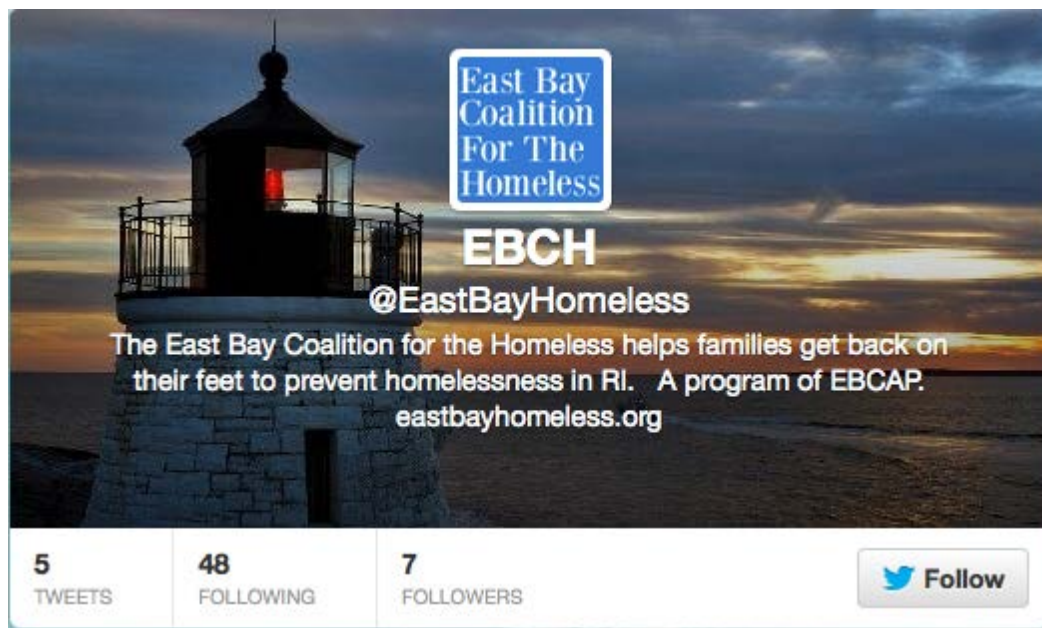 East Bay
Coalition
For The
Homeless
EBCH
@EastBayHomeless
The East Bay Coalition for the Homeless helps families get back on
their feet to prevent homelessness in RI. A program of EBCAP.
eastbayhomeless.org
5
TWEETS
48
FOLLOWING
7
FOLLOWERS
Follow